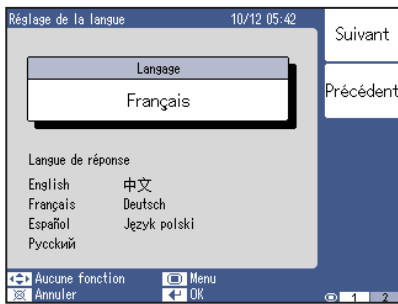 Réglage de la langue 10/12 05:42
Suivant
Langage
Précédent
Français
Langue de réponse
English 中文
Français Deutsch
Español Język polski
Русский
Aucune fonction Menu
Annuler OK
1 2